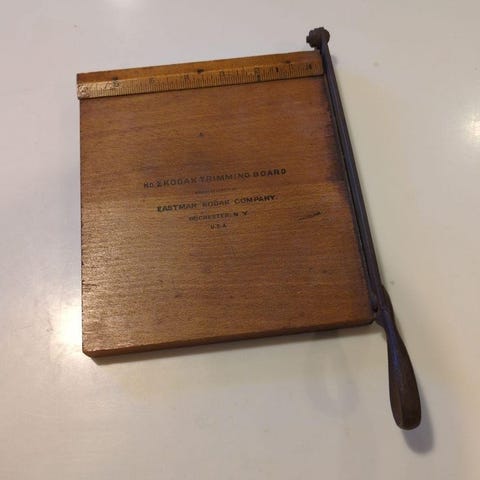 No. 2 KODAK TRIMMING BOARD
EASTMAN KODAK COMPANY.
ROCHESTER, N.Y.
U.S.A.